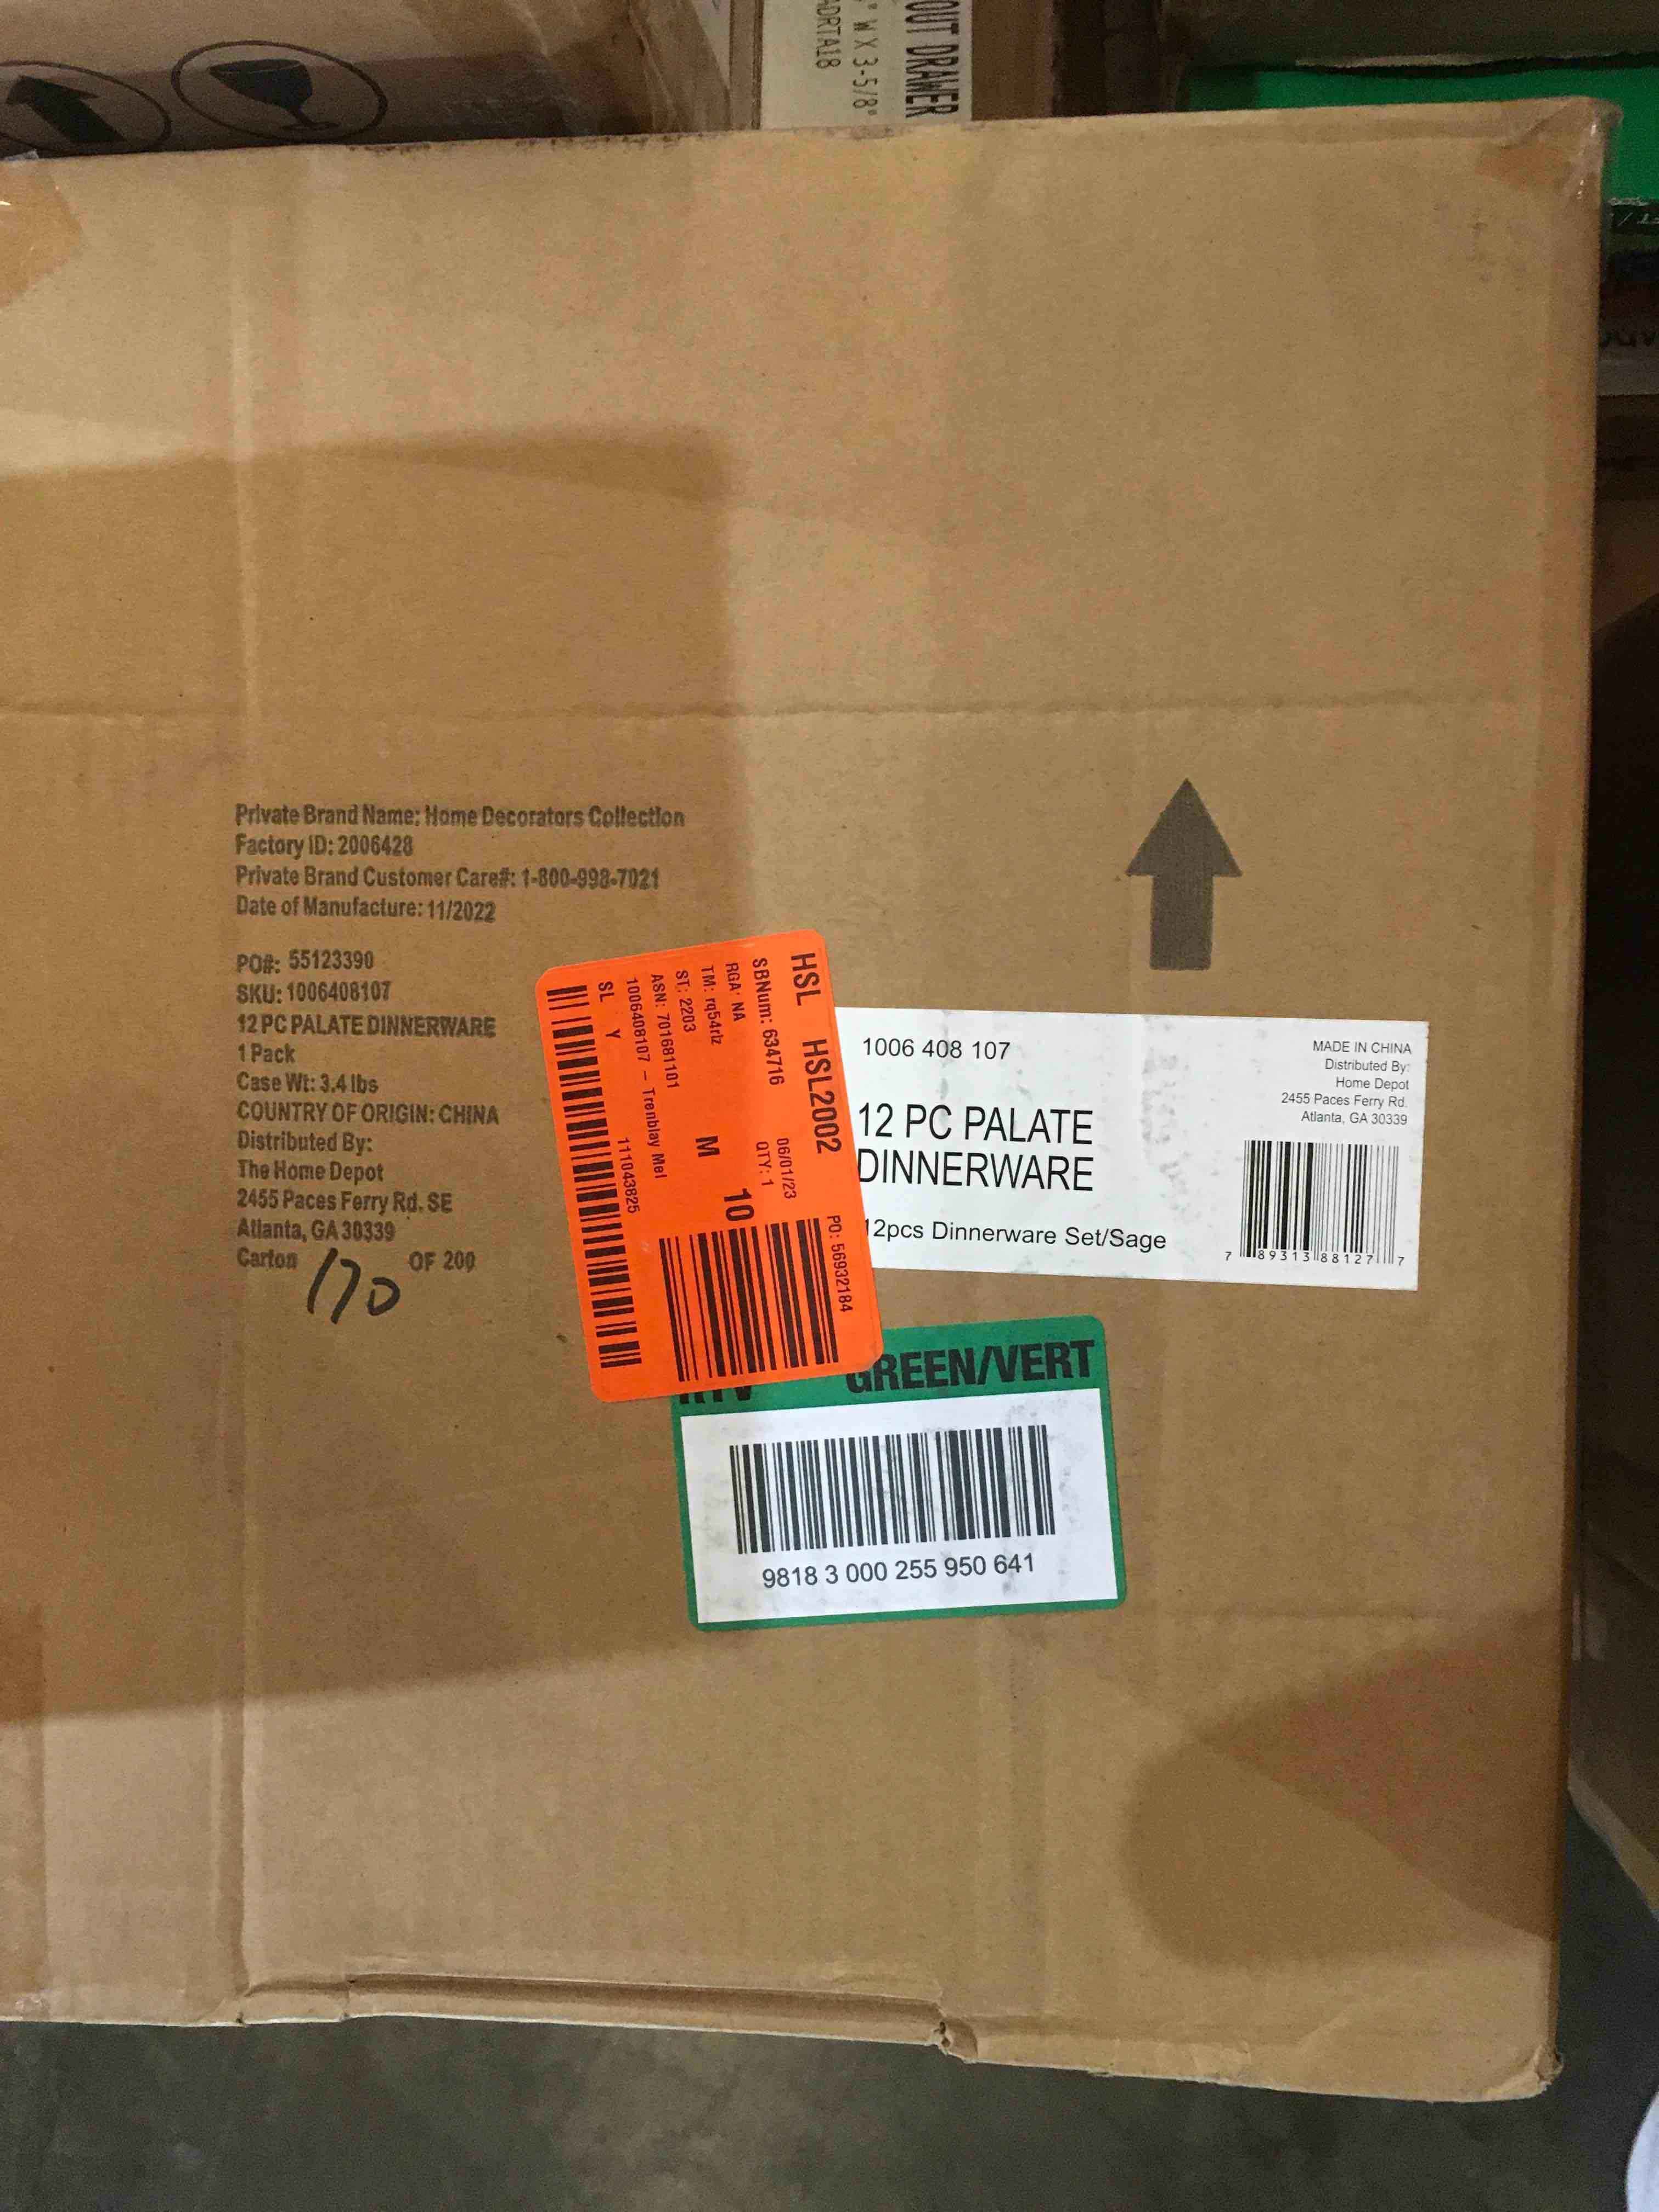 OUT DRAWER
" W X 3-5/8"
ADRTA18
Private Brand Name: Home Decorators Collection
Factory ID: 2006428
Private Brand Customer Care#: 1-800-998-7021
Date of Manufacture: 11/2022
PO#: 55123390
SKU: 1006408107
12 PC PALATE DINNERWARE
1 Pack
Case Wt: 3.4 lbs
COUNTRY OF ORIGIN: CHINA
Distributed By:
The Home Depot
2455 Paces Ferry Rd. SE
Atlanta, GA 30339
Carton 170 OF 200
HSL HSL2002 PO: 56932184
SBNum: 634716 06/01/23
RGA: NA QTY: 1
TM: rq54rlz M 10
ST: 2203
ASN: 701681101
1006408107 - Trenblay Mel
SL Y 111043825
1006 408 107
12 PC PALATE
DINNERWARE
12pcs Dinnerware Set/Sage
MADE IN CHINA
Distributed By:
Home Depot
2455 Paces Ferry Rd.
Atlanta, GA 30339
7 89313 88127 7
RTV GREEN/VERT
9818 3 000 255 950 641